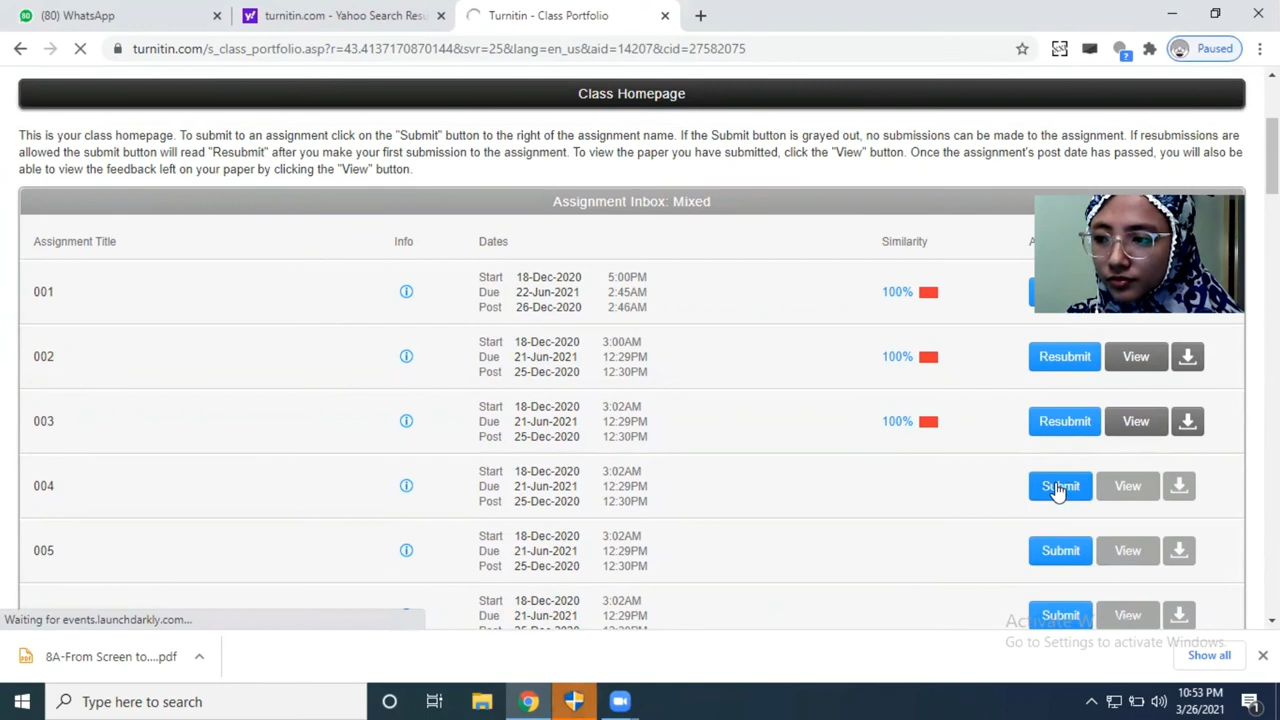 (80) WhatsApp
turnitin.com - Yahoo Search Resu
Turnitin - Class Portfolio
turnitin.com/s_class_portfolio.asp?r=43.4137170870144&svr=25&lang=en_us&aid=14207&cid=27582075
Paused
Class Homepage
This is your class homepage. To submit to an assignment click on the "Submit" button to the right of the assignment name. If the Submit button is grayed out, no submissions can be made to the assignment. If resubmissions are
allowed the submit button will read "Resubmit" after you make your first submission to the assignment. To view the paper you have submitted, click the "View" button. Once the assignment's post date has passed, you will also be
able to view the feedback left on your paper by clicking the "View" button.
Assignment Inbox: Mixed
Assignment Title Info Dates Similarity
Start 18-Dec-2020 5:00PM
001 Due 22-Jun-2021 2:45AM 100%
Post 26-Dec-2020 2:46AM
Start 18-Dec-2020 3:00AM
002 Due 21-Jun-2021 12:29PM 100% Resubmit View
Post 25-Dec-2020 12:30PM
Start 18-Dec-2020 3:02AM
003 Due 21-Jun-2021 12:29PM 100% Resubmit View
Post 25-Dec-2020 12:30PM
Start 18-Dec-2020 3:02AM
004 Due 21-Jun-2021 12:29PM Submit View
Post 25-Dec-2020 12:30PM
Start 18-Dec-2020 3:02AM
005 Due 21-Jun-2021 12:29PM Submit View
Post 25-Dec-2020 12:30PM
Start 18-Dec-2020 3:02AM
Due 21-Jun-2021 12:29PM Submit View
Waiting for events.launchdarkly.com...
Go to Settings to activate Windows.
8A-From Screen to....pdf
Show all
Type here to search
10:53 PM
3/26/2021